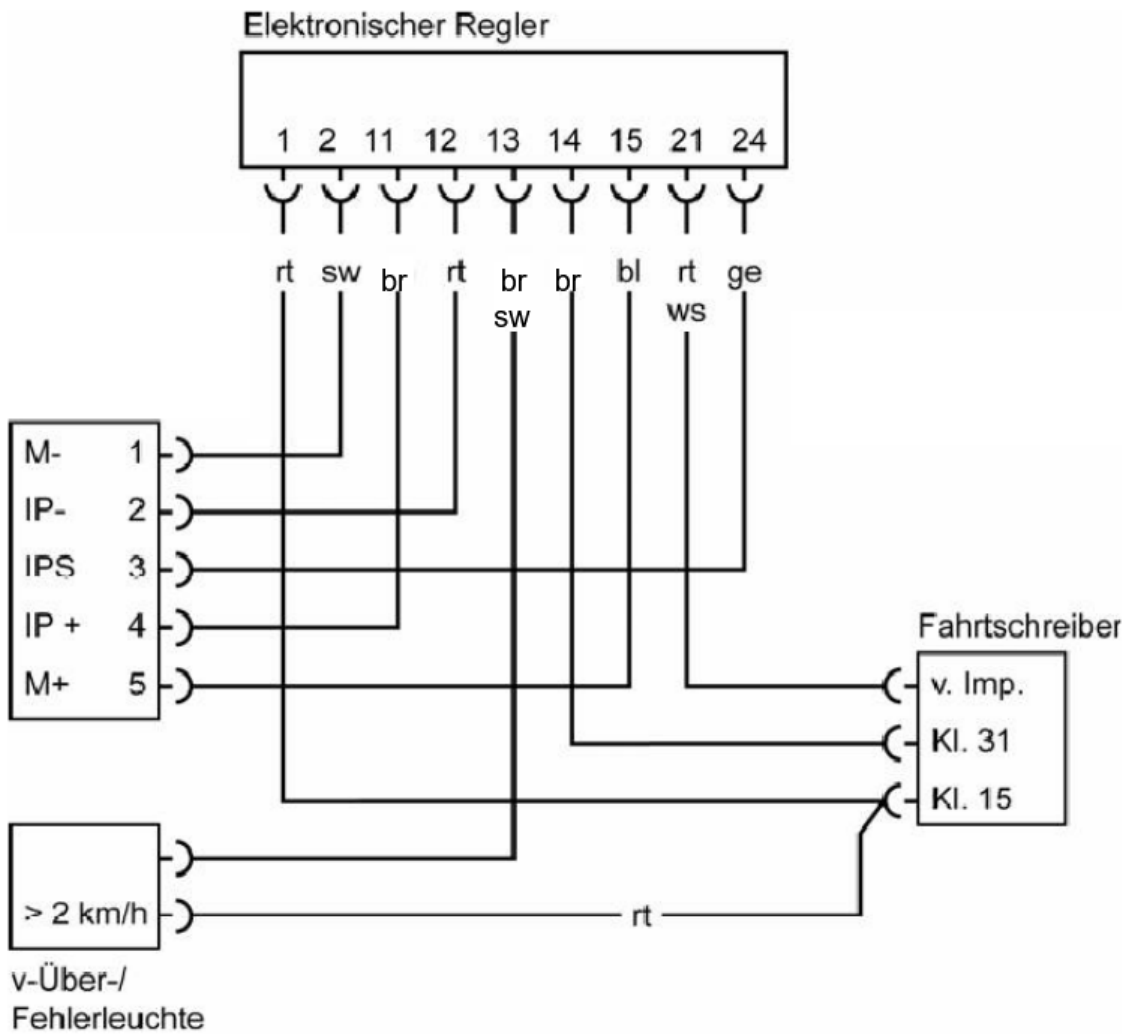 Elektronischer Regler
1 2 11 12 13 14 15 21 24
rt sw br rt br br bl rt ge
sw ws
M- 1
IP- 2
IPS 3
IP + 4
M+ 5
Fahrtschreiber
v. Imp.
Kl. 31
Kl. 15
> 2 km/h
rt
v-Über-/
Fehlerleuchte